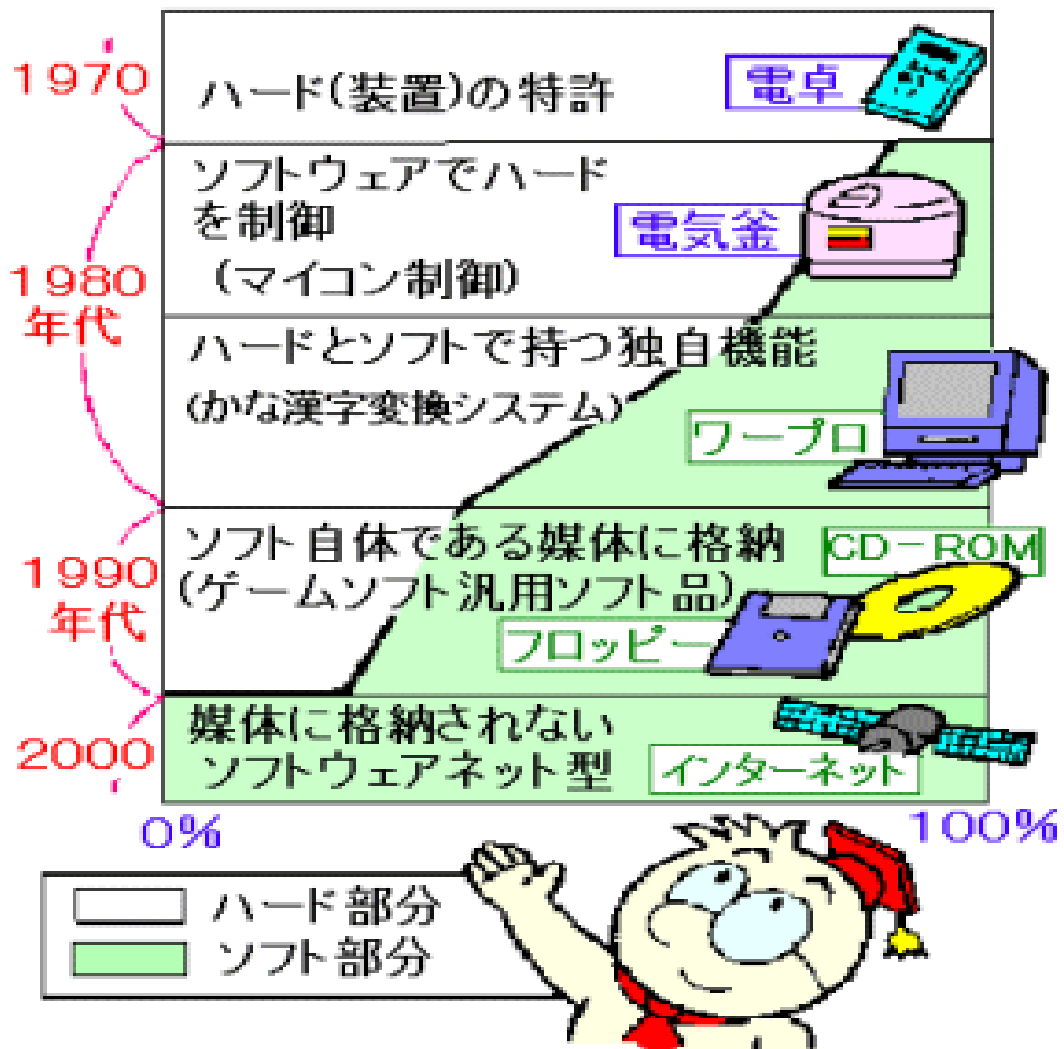 1970
ハード(装置)の特許
電卓
ソフトウェアでハード
を制御
(マイコン制御)
電気釜
1980
年代
ハードとソフトで持つ独自機能
(かな漢字変換システム)
ワープロ
ソフト自体である媒体に格納
(ゲームソフト汎用ソフト品)
CD-ROM
フロッピー
1990
年代
媒体に格納されない
ソフトウェアネット型
インターネット
2000
0%
100%
ハード部分
ソフト部分